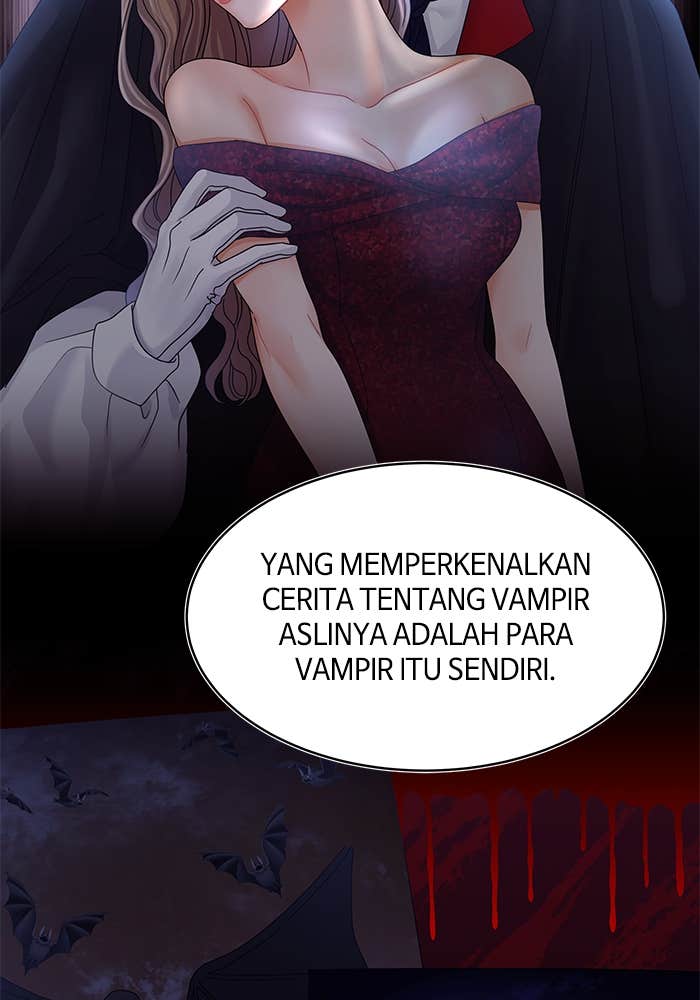 YANG MEMPERKENALKAN
CERITA TENTANG VAMPIR
ASLINYA ADALAH PARA
VAMPIR ITU SENDIRI.